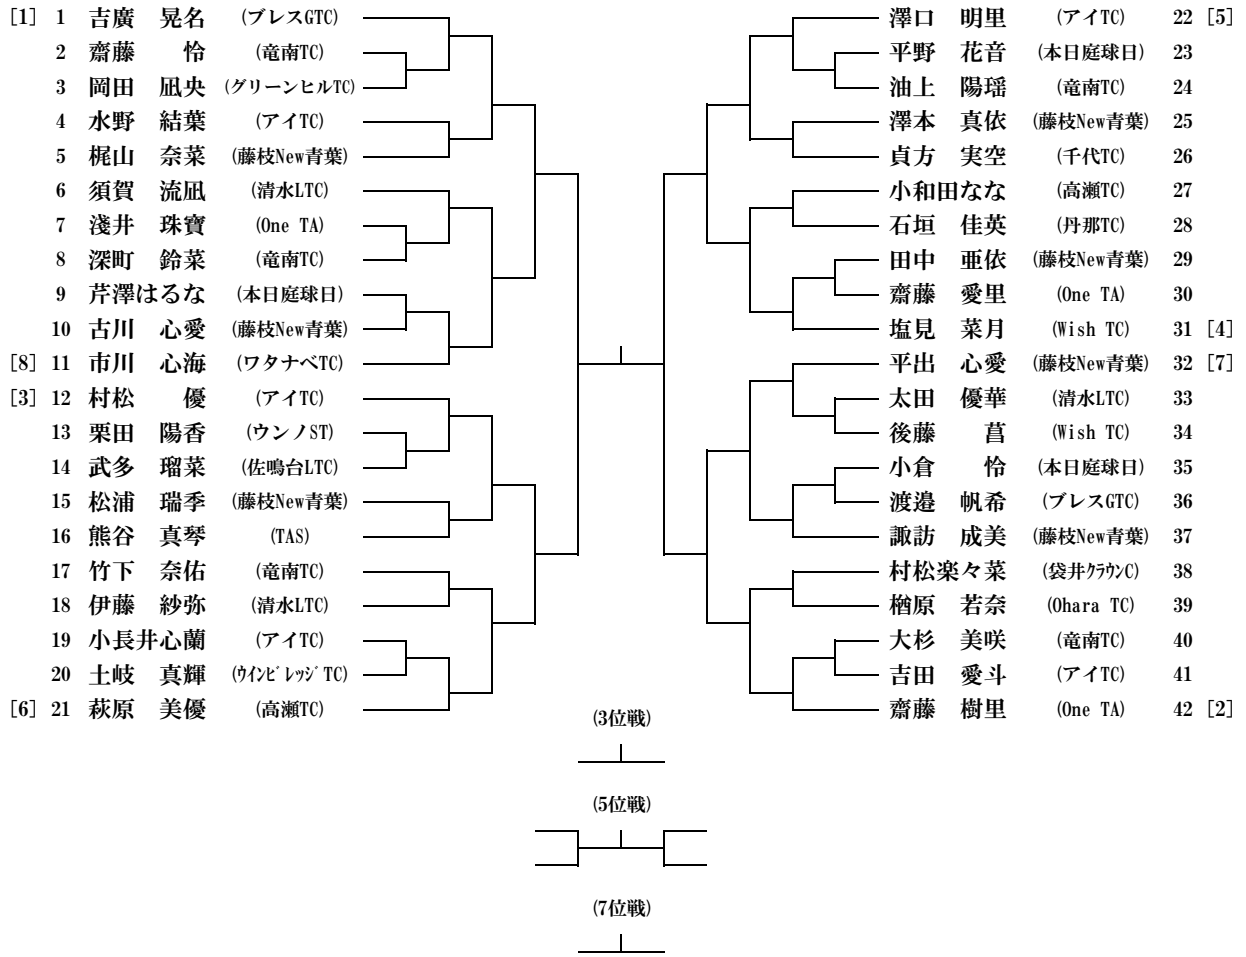 [1] 1 吉廣 晃名 (ブレスGTC)
2 齋藤 怜 (竜南TC)
3 岡田 凪央 (グリーンヒルTC)
4 水野 結葉 (アイTC)
5 梶山 奈菜 (藤枝New青葉)
6 須賀 流凪 (清水LTC)
7 淺井 珠寶 (One TA)
8 深町 鈴菜 (竜南TC)
9 芹澤はるな (本日庭球日)
10 古川 心愛 (藤枝New青葉)
[8] 11 市川 心海 (ワタナベTC)
[3] 12 村松 優 (アイTC)
13 栗田 陽香 (ウンノST)
14 武多 瑠菜 (佐鳴台LTC)
15 松浦 瑞季 (藤枝New青葉)
16 熊谷 真琴 (TAS)
17 竹下 奈佑 (竜南TC)
18 伊藤 紗弥 (清水LTC)
19 小長井心蘭 (アイTC)
20 土岐 真輝 (ウインビレッジTC)
[6] 21 萩原 美優 (高瀬TC)
澤口 明里 (アイTC) 22 [5]
平野 花音 (本日庭球日) 23
油上 陽瑶 (竜南TC) 24
澤本 真依 (藤枝New青葉) 25
貞方 実空 (千代TC) 26
小和田なな (高瀬TC) 27
石垣 佳英 (丹那TC) 28
田中 亜依 (藤枝New青葉) 29
齋藤 愛里 (One TA) 30
塩見 菜月 (Wish TC) 31 [4]
平出 心愛 (藤枝New青葉) 32 [7]
太田 優華 (清水LTC) 33
後藤 菖 (Wish TC) 34
小倉 怜 (本日庭球日) 35
渡邉 帆希 (ブレスGTC) 36
諏訪 成美 (藤枝New青葉) 37
村松楽々菜 (袋井クラウンC) 38
楢原 若奈 (Ohara TC) 39
大杉 美咲 (竜南TC) 40
吉田 愛斗 (アイTC) 41
齋藤 樹里 (One TA) 42 [2]
(3位戦)
(5位戦)
(7位戦)